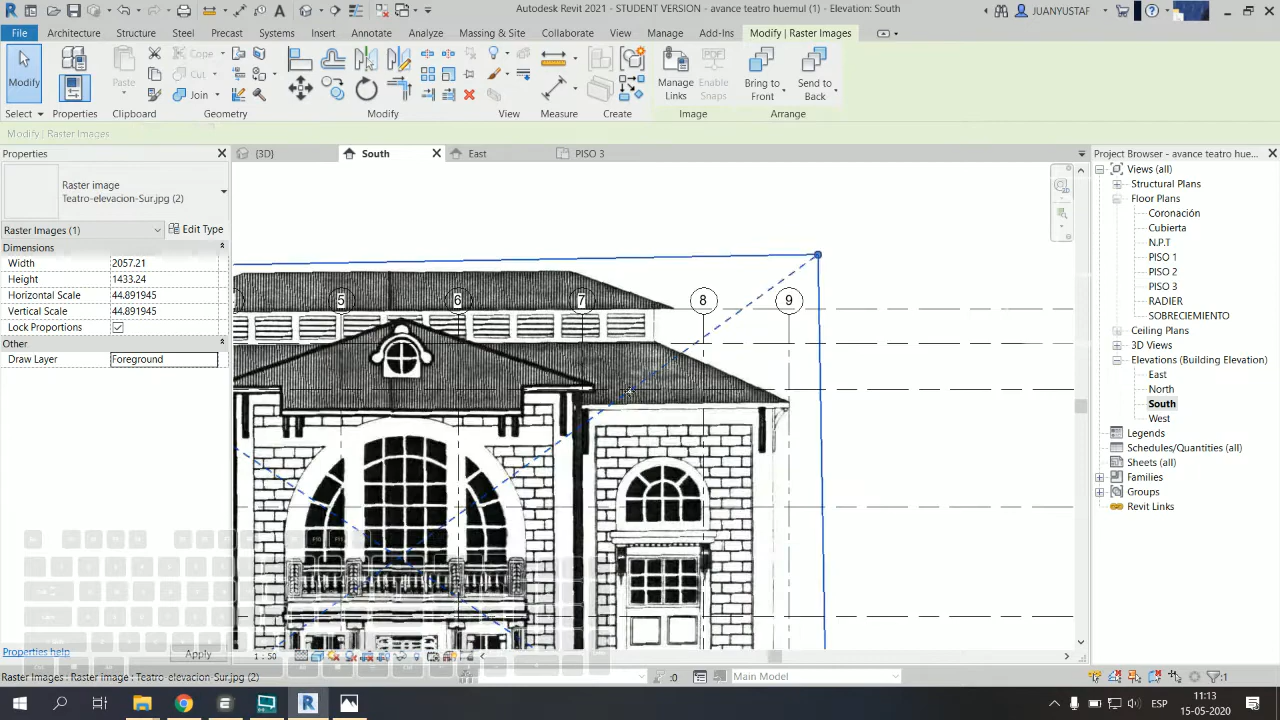 Autodesk Revit 2021 - STUDENT VERSION - avance teatro huemul - Elevation: South
JUANYUSTAF...
File Architecture Structure Steel Precast Systems Insert Annotate Analyze Massing & Site Collaborate View Manage Add-Ins Modify | Raster Images
Modify
Paste
Cope
Cut
Join
Manage Links
Enable Snaps
Bring to Front
Send to Back
Select Properties Clipboard Geometry Modify View Measure Create Image Arrange
Modify | Raster Images
Properties
(3D)
South
East
PISO 3
Project Browser - avance teatro hue...
Raster image
Teatro-elevacion-Sur.jpg (2)
Raster Images (1)
Edit Type
Dimensions
Width 2057.21
Height 1433.24
Horizontal Scale 44.891945
Vertical Scale 44.891945
Lock Proportions
Other
Draw Layer Foreground
5 6 7 8 9
Views (all)
Structural Plans
Floor Plans
Coronación
Cubierta
N.P.T
PISO 1
PISO 2
PISO 3
RADIER
SOBRECIMIENTO
Ceiling Plans
3D Views
Elevations (Building Elevation)
East
North
South
West
Legends
Schedules/Quantities (all)
Sheets (all)
Families
Groups
Revit Links
Properties help
Apply
1 : 50
Raster Images : Raster image : Teatro-elevacion-Sur.jpg (2)
:0
Main Model
:1
ESP
11:13
15-05-2020